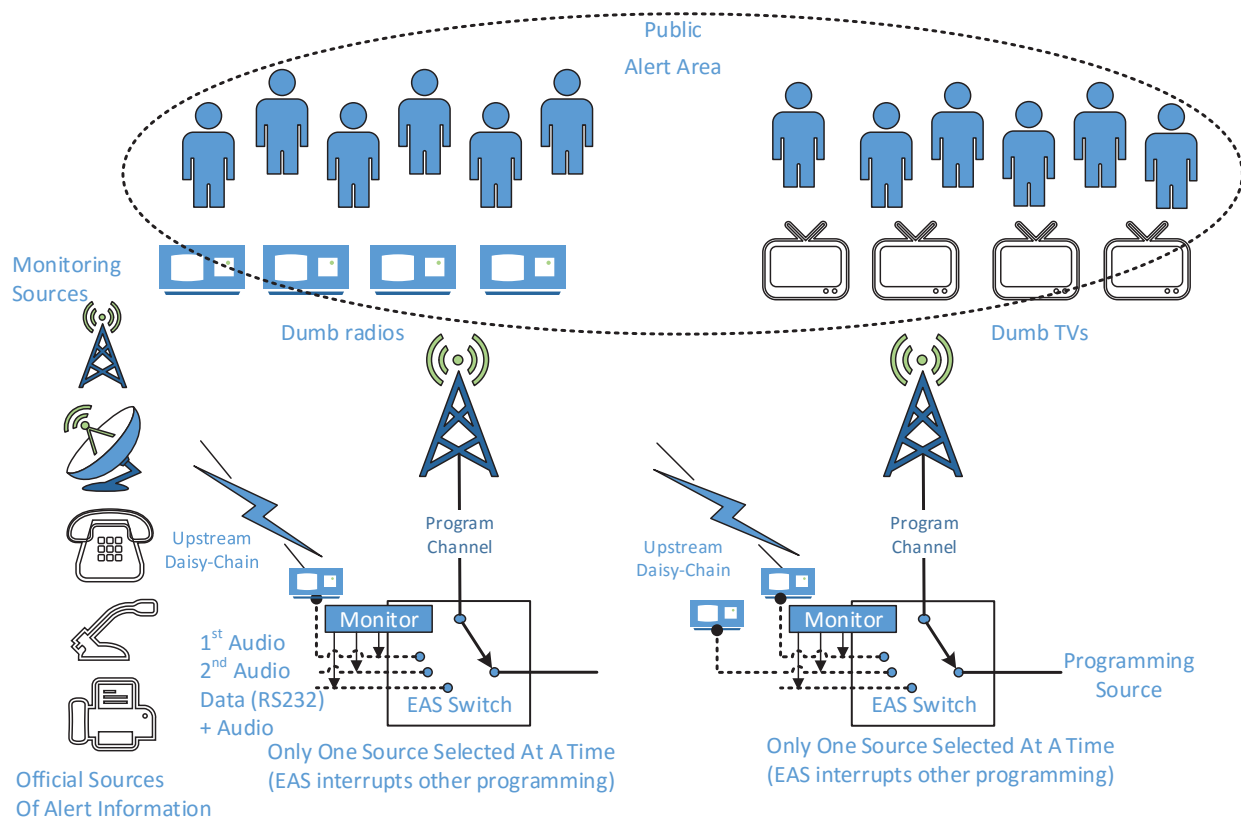 Public
Alert Area
Monitoring
Sources
Dumb radios
Dumb TVs
Program
Channel
Program
Channel
Upstream
Daisy-Chain
Upstream
Daisy-Chain
Monitor
Monitor
1st Audio
2nd Audio
Data (RS232)
+ Audio
EAS Switch
EAS Switch
Programming
Source
Only One Source Selected At A Time
(EAS interrupts other programming)
Only One Source Selected At A Time
(EAS interrupts other programming)
Official Sources
Of Alert Information